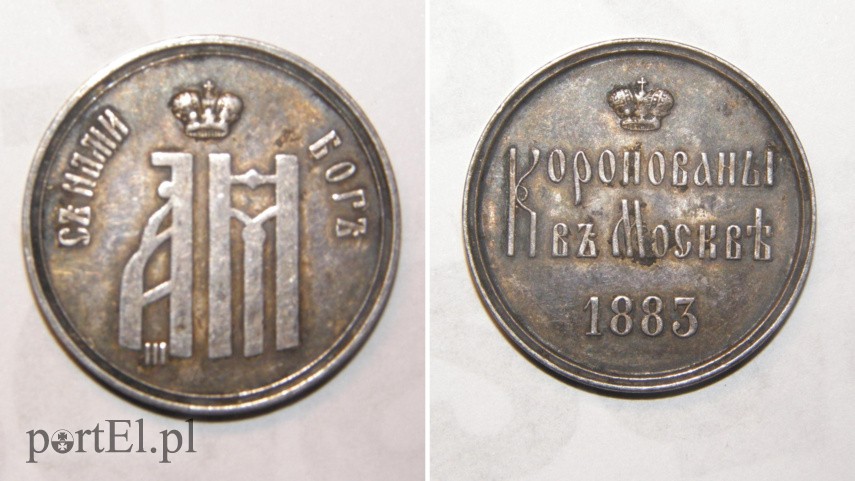 СЪ НАМИ БОГЪ
АМ
III
Коронованы
въ Москвѣ
1883
portEl.pl